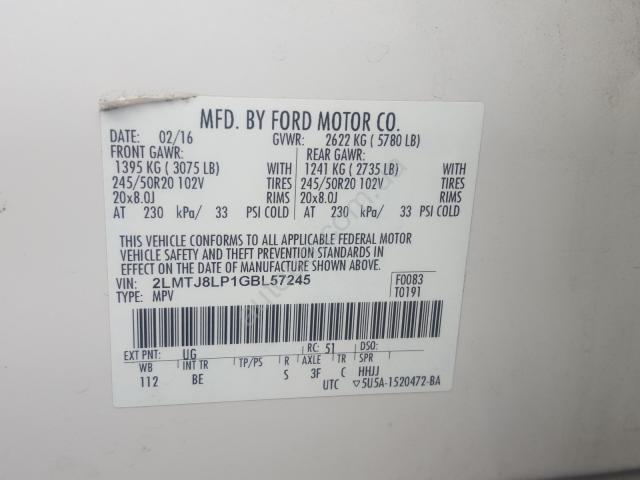 MFD. BY FORD MOTOR CO.
DATE: 02/16 GVWR: 2622 KG ( 5780 LB)
FRONT GAWR: REAR GAWR:
1395 KG ( 3075 LB) WITH 1241 KG ( 2735 LB) WITH
245/50R20 102V TIRES 245/50R20 102V TIRES
20x8.0J RIMS 20x8.0J RIMS
AT 230 kPa/ 33 PSI COLD AT 230 kPa/ 33 PSI COLD
THIS VEHICLE CONFORMS TO ALL APPLICABLE FEDERAL MOTOR
VEHICLE SAFETY AND THEFT PREVENTION STANDARDS IN
EFFECT ON THE DATE OF MANUFACTURE SHOWN ABOVE.
VIN: 2LMTJ8LP1GBL57245 F0083
TYPE: MPV T0191
EXT PNT: UG RC: 51 DSO:
WB INT TR TP/PS R AXLE TR SPR
112 BE S 3F C HHJJ
UTC ▽5U5A-1520472-BA